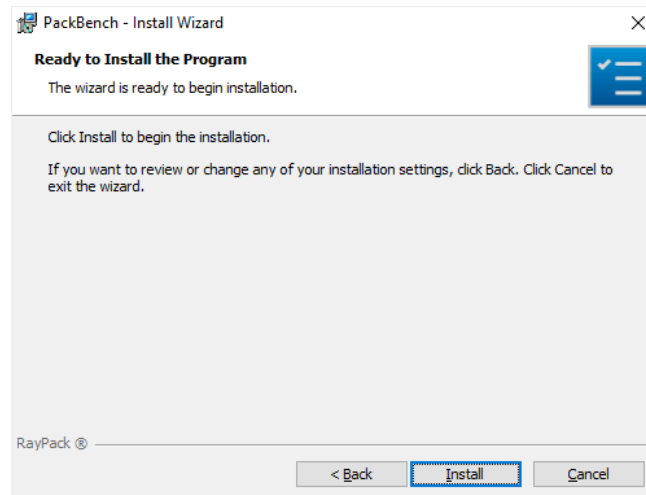 PackBench - Install Wizard
Ready to Install the Program
The wizard is ready to begin installation.
Click Install to begin the installation.
If you want to review or change any of your installation settings, click Back. Click Cancel to
exit the wizard.
RayPack ®
< Back Install Cancel